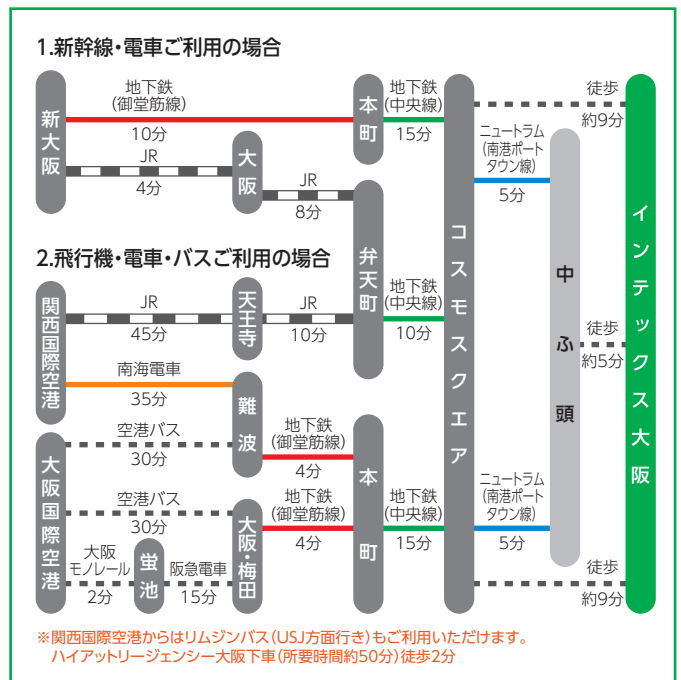 1.新幹線・電車ご利用の場合
新大阪
地下鉄
(御堂筋線)
10分
本町
地下鉄
(中央線)
15分
JR
4分
大阪
JR
8分
弁天町
地下鉄
(中央線)
10分
コスモスクエア
徒歩
約9分
ニュートラム
(南港ポート
タウン線)
5分
中ふ頭
徒歩
約5分
インテックス大阪
2.飛行機・電車・バスご利用の場合
関西国際空港
JR
45分
天王寺
JR
10分
南海電車
35分
難波
地下鉄
(御堂筋線)
4分
大阪国際空港
空港バス
30分
空港バス
30分
大阪・梅田
地下鉄
(御堂筋線)
4分
本町
地下鉄
(中央線)
15分
ニュートラム
(南港ポート
タウン線)
5分
大阪
モノレール
2分
蛍池
阪急電車
15分
徒歩
約9分
※関西国際空港からはリムジンバス(USJ方面行き)もご利用いただけます。
ハイアットリージェンシー大阪下車(所要時間約50分)徒歩2分